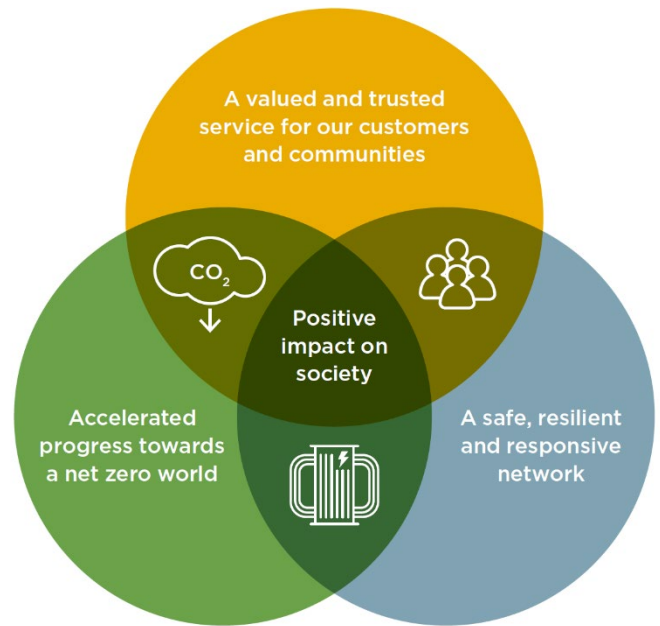 A valued and trusted
service for our customers
and communities
CO₂
Positive
impact on
society
Accelerated
progress towards
a net zero world
A safe, resilient
and responsive
network